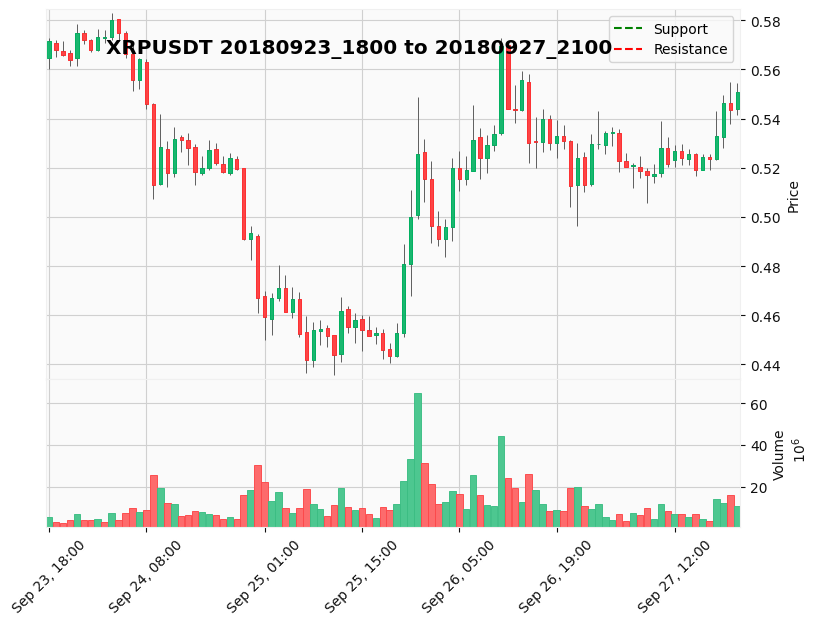 XRPUSDT 20180923_1800 to 20180927_2100
Support
Resistance
0.58
0.56
0.54
0.52
0.50
0.48
0.46
0.44
Price
60
40
20
Volume
10^6
Sep 23, 18:00
Sep 24, 08:00
Sep 25, 01:00
Sep 25, 15:00
Sep 26, 05:00
Sep 26, 19:00
Sep 27, 12:00